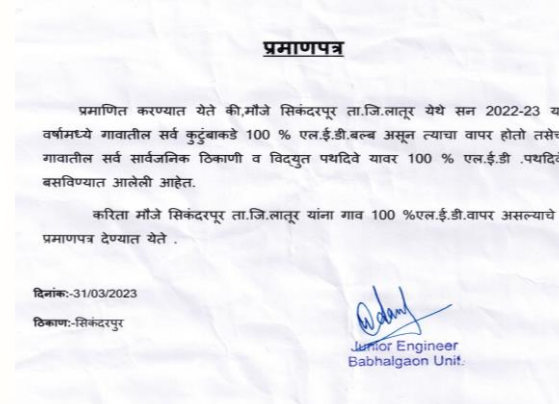 प्रमाणपत्र
प्रमाणित करण्यात येते की,मौजे सिकंदरपूर ता.जि.लातूर येथे सन 2022-23 य
वर्षामध्ये गावातील सर्व कुटुंबाकडे 100 % एल.ई.डी.बल्ब असून त्याचा वापर होतो तसेच
गावातील सर्व सार्वजनिक ठिकाणी व विद्युत पथदिवे यावर 100 % एल.ई.डी .पथदिवे
बसविण्यात आलेली आहेत.
करिता मौजे सिकंदरपूर ता.जि.लातूर यांना गाव 100 %एल.ई.डी.वापर असल्याचे
प्रमाणपत्र देण्यात येते .
दिनांक:-31/03/2023
ठिकाण:-सिकंदरपुर
Junior Engineer
Babhalgaon Unit.